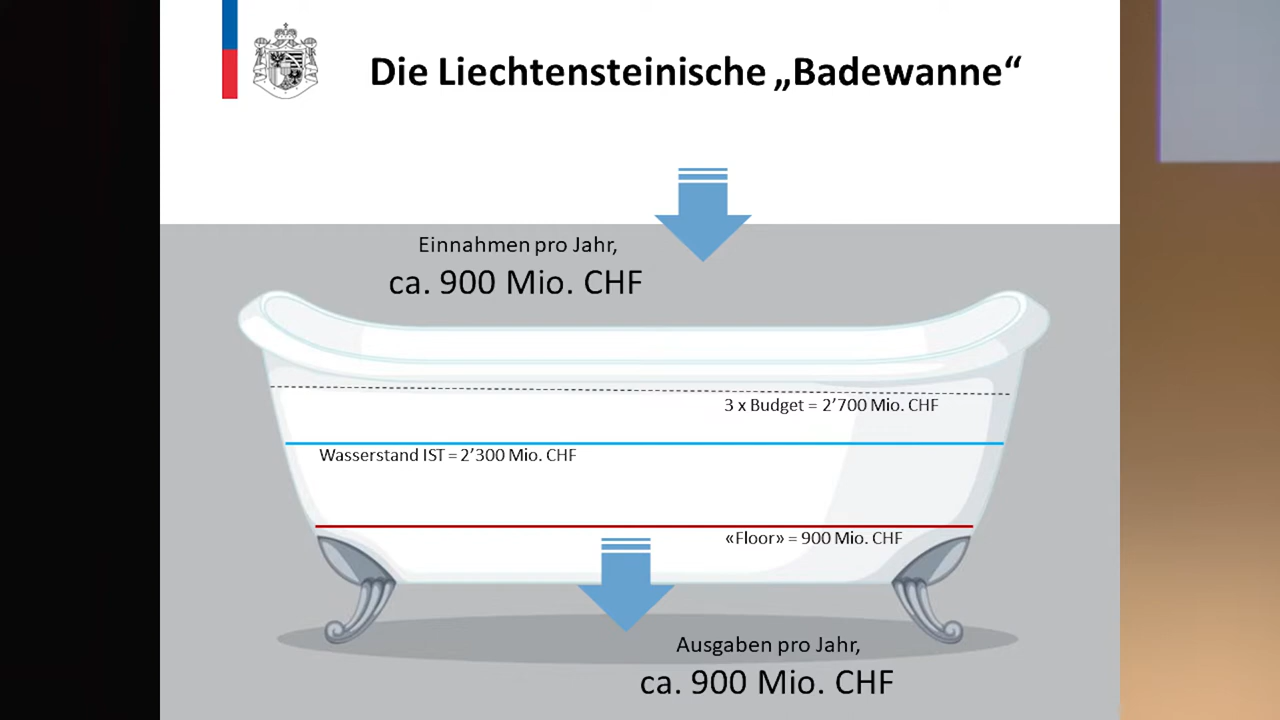 Die Liechtensteinische „Badewanne“
Einnahmen pro Jahr,
ca. 900 Mio. CHF
3 x Budget = 2’700 Mio. CHF
Wasserstand IST = 2’300 Mio. CHF
«Floor» = 900 Mio. CHF
Ausgaben pro Jahr,
ca. 900 Mio. CHF